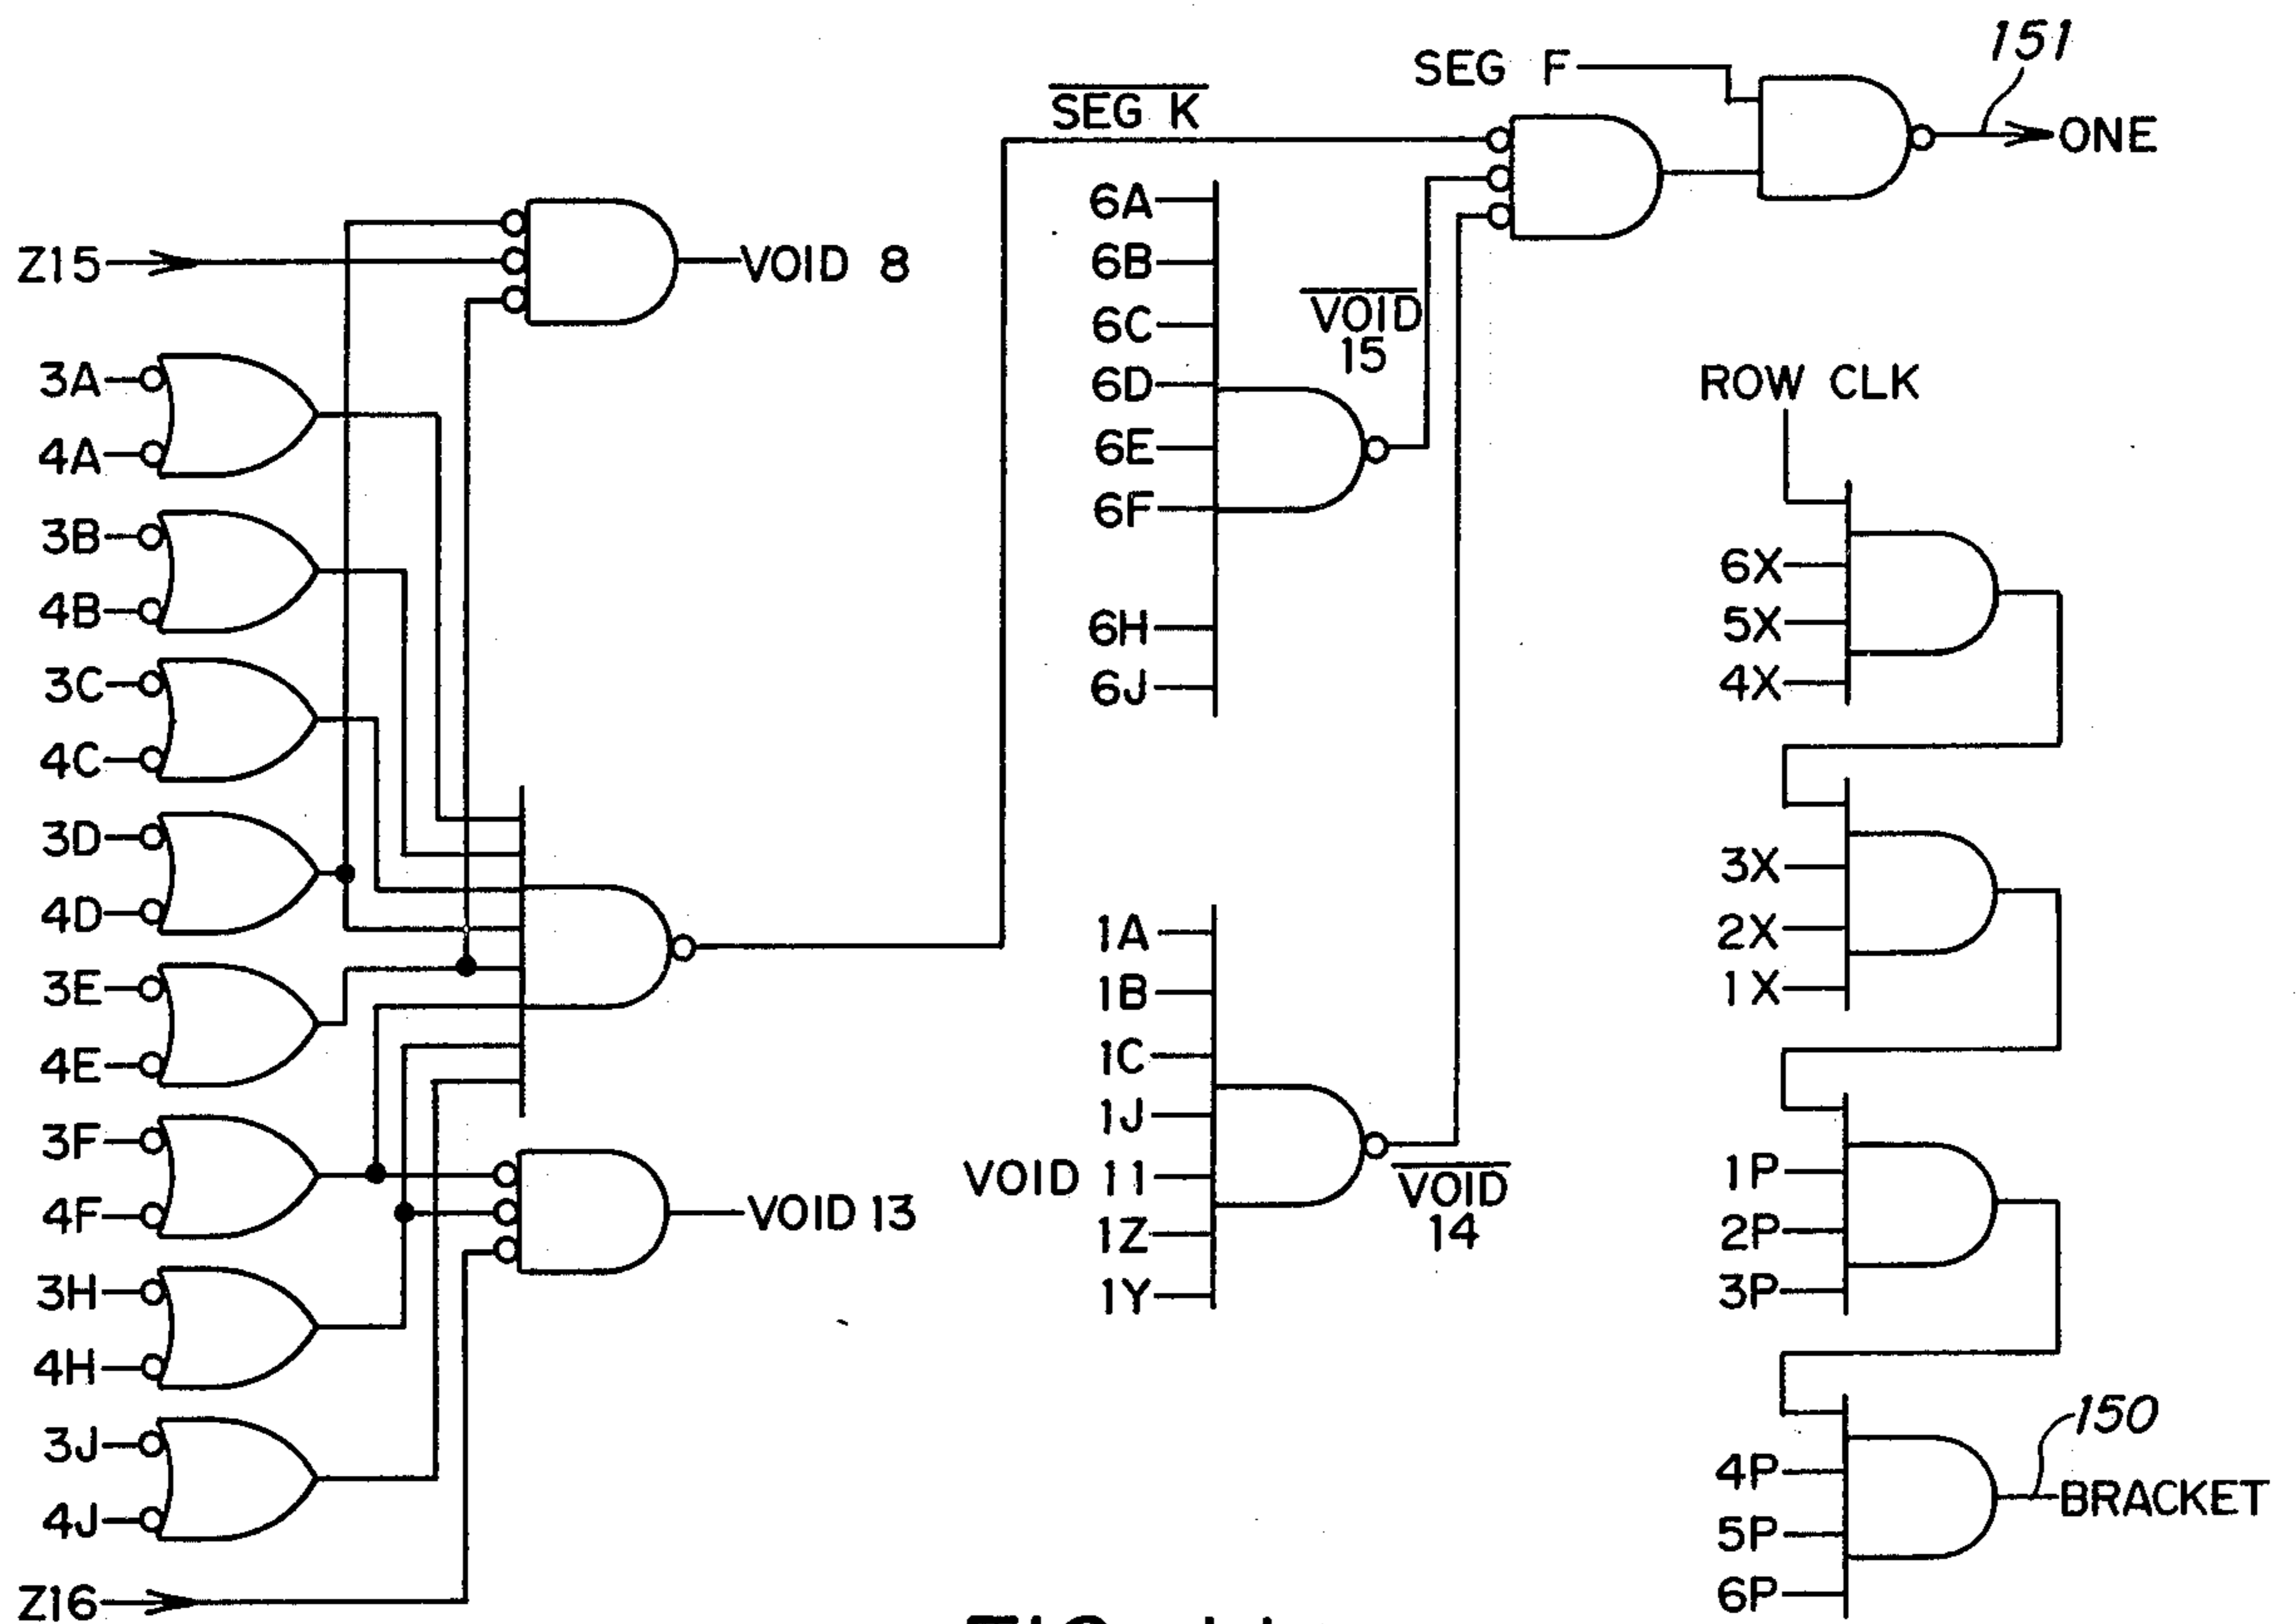 151
SEG F
SEG K
ONE
6A
Z15
VOID 8
6B
6C
VOID
15
3A
6D
ROW CLK
4A
6E
6F
3B
6X
4B
6H
5X
3C
6J
4X
4C
3D
3X
4D
1A
2X
3E
1B
1X
4E
1C
3F
1J
VOID 11
1P
4F
VOID 13
1Z
VOID
14
2P
3H
1Y
3P
4H
150
3J
4P
BRACKET
4J
5P
Z16
6P